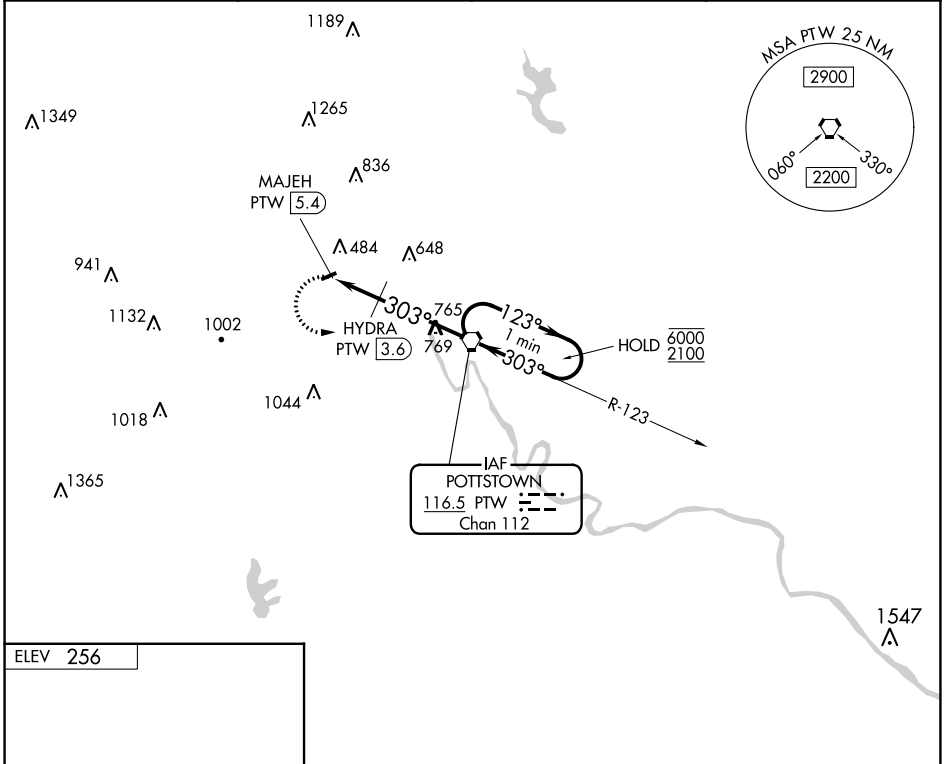 1189
MSA PTW 25 NM
2900
060°
330°
2200
1349
1265
836
MAJEH
PTW 5.4
484
648
941
1132
1002
303°
765
769
HYDRA
PTW 3.6
123°
1 min
303°
HOLD
6000
2100
R-123
1044
1018
1365
IAF
POTTSTOWN
116.5 PTW
Chan 112
1547
ELEV 256